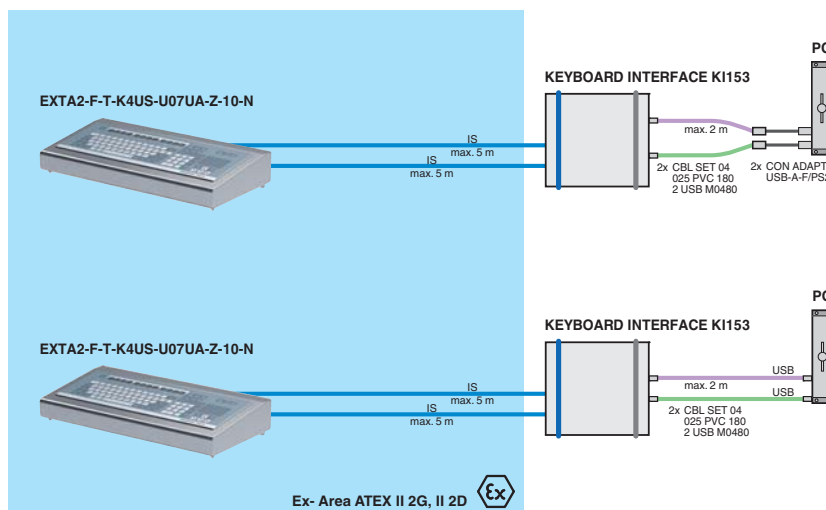 PC
KEYBOARD INTERFACE KI153
EXTA2-F-T-K4US-U07UA-Z-10-N
max. 2 m
IS
max. 5 m
IS
max. 5 m
2x CBL SET 04
025 PVC 180
2 USB M0480
2x CON ADAPT
USB-A-F/PS2
PC
KEYBOARD INTERFACE KI153
EXTA2-F-T-K4US-U07UA-Z-10-N
USB
max. 2 m
USB
IS
max. 5 m
IS
max. 5 m
2x CBL SET 04
025 PVC 180
2 USB M0480
Ex- Area ATEX II 2G, II 2D
εx